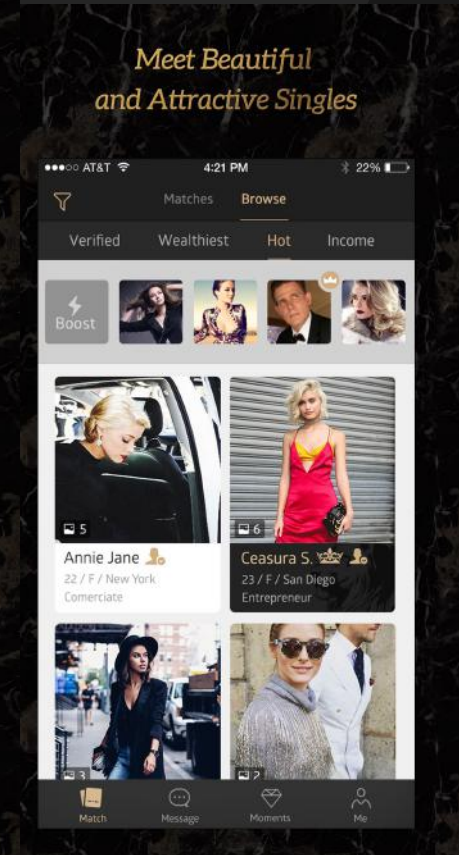 Meet Beautiful
and Attractive Singles
AT&T 4:21 PM 22%
Matches Browse
Verified Wealthiest Hot Income
Boost
5
6
Annie Jane
22 / F / New York
Comerciate
Ceasura S.
23 / F / San Diego
Entrepreneur
3
2
Match Message Moments Me